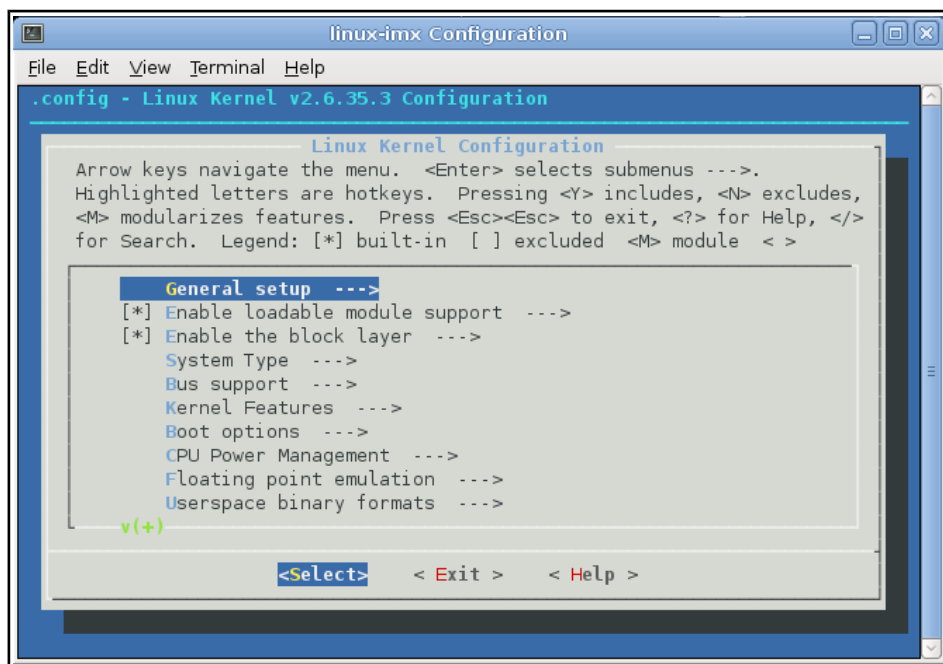 linux-imx Configuration
File Edit View Terminal Help
.config - Linux Kernel v2.6.35.3 Configuration
Linux Kernel Configuration
Arrow keys navigate the menu. <Enter> selects submenus --->.
Highlighted letters are hotkeys. Pressing <Y> includes, <N> excludes,
<M> modularizes features. Press <Esc><Esc> to exit, <?> for Help, </>
for Search. Legend: [*] built-in [ ] excluded <M> module < >
General setup --->
[*] Enable loadable module support --->
[*] Enable the block layer --->
System Type --->
Bus support --->
Kernel Features --->
Boot options --->
CPU Power Management --->
Floating point emulation --->
Userspace binary formats --->
v(+)
<Select> < Exit > < Help >